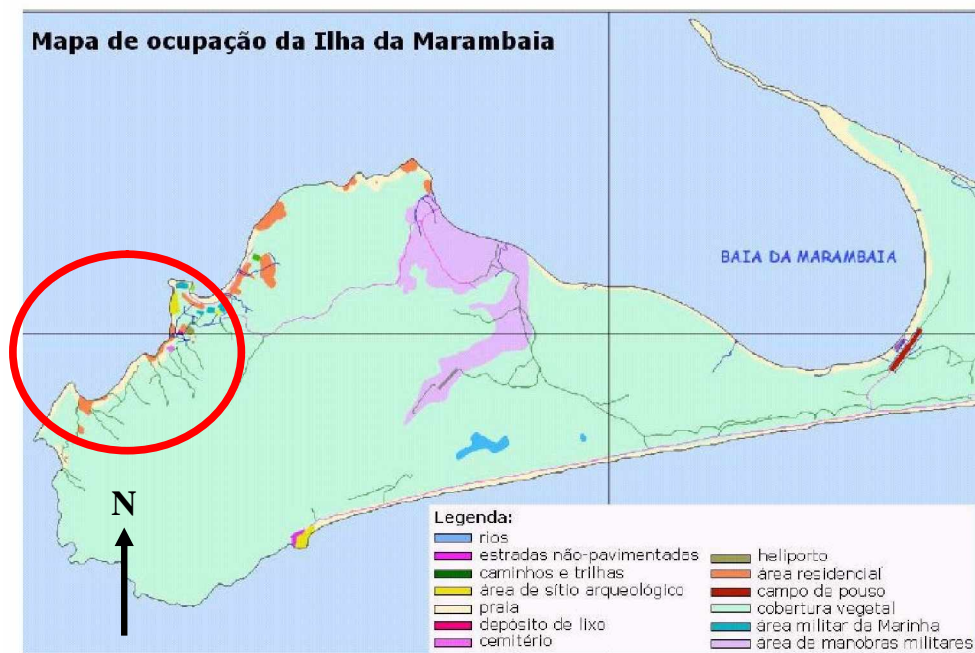 Mapa de ocupação da Ilha da Marambaia
BAIA DA MARAMBAIA
N
Legenda:
rios
estradas não-pavimentadas
caminhos e trilhas
área de sítio arqueológico
praia
depósito de lixo
cemitério
heliporto
área residencial
campo de pouso
cobertura vegetal
área militar da Marinha
área de manobras militares